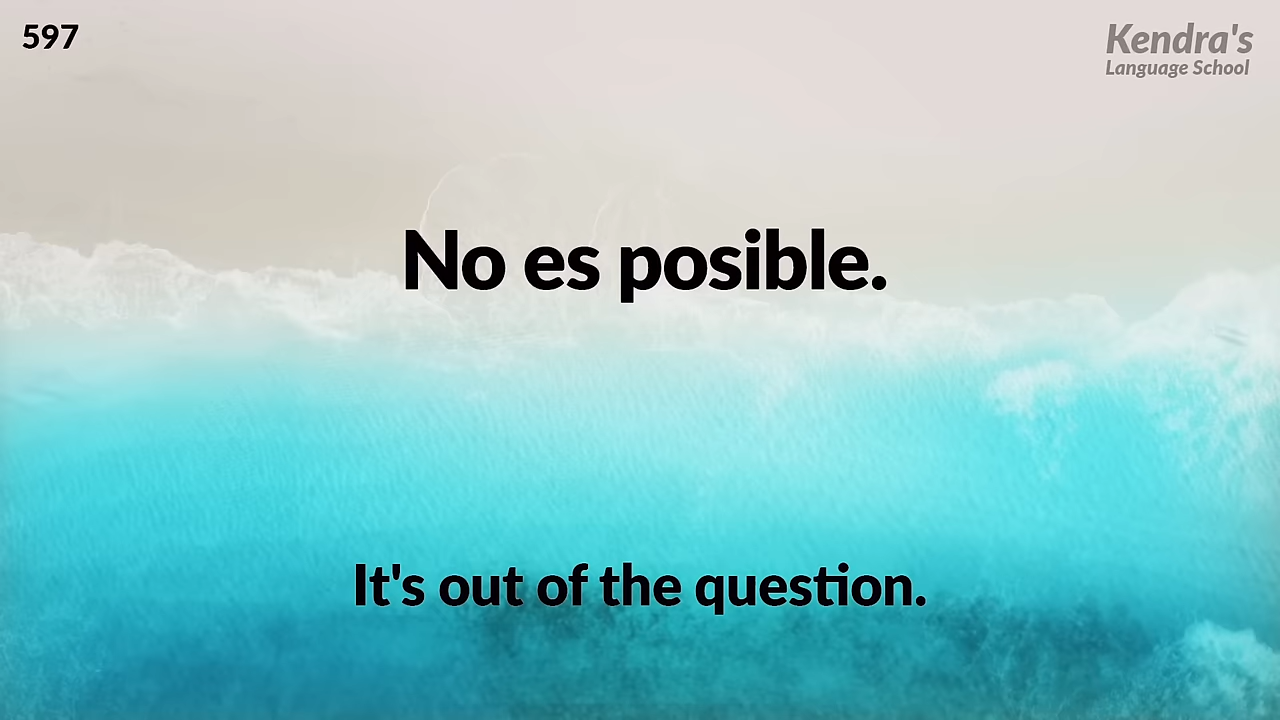 597
Kendra's
Language School
No es posible.
It's out of the question.